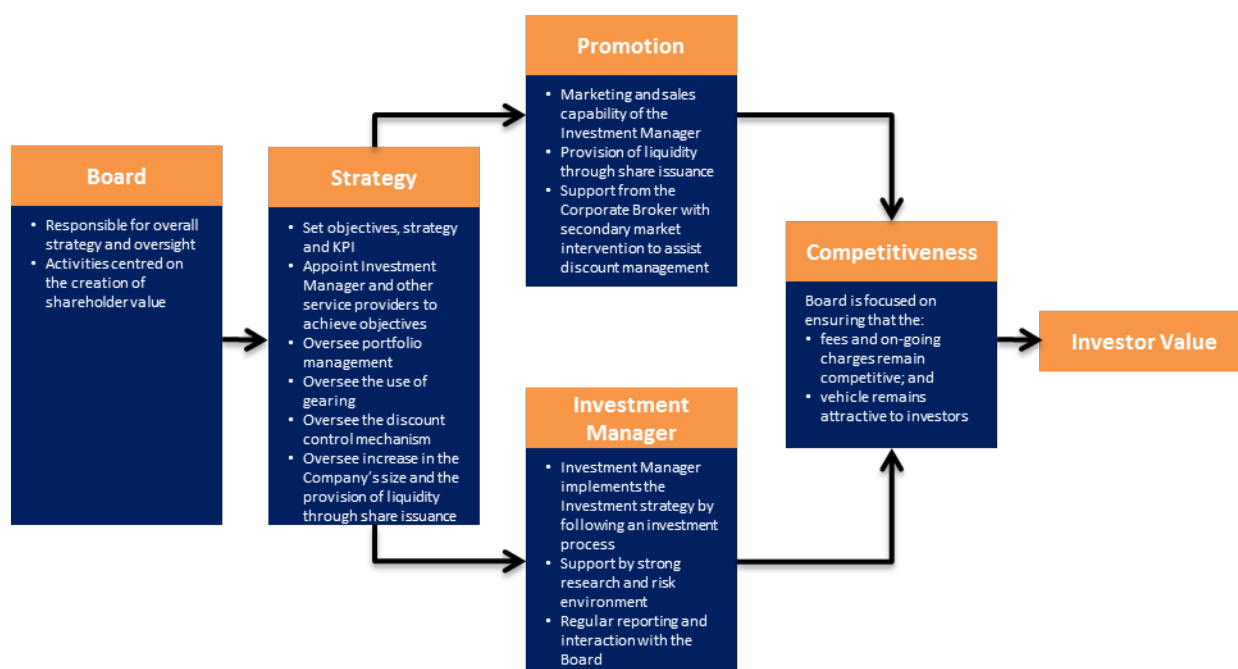 Board
• Responsible for overall
strategy and oversight
• Activities centred on
the creation of
shareholder value
Strategy
• Set objectives, strategy
and KPI
• Appoint Investment
Manager and other
service providers to
achieve objectives
• Oversee portfolio
management
• Oversee the use of
gearing
• Oversee the discount
control mechanism
• Oversee increase in the
Company's size and the
provision of liquidity
through share issuance
Promotion
• Marketing and sales
capability of the
Investment Manager
• Provision of liquidity
through share issuance
• Support from the
Corporate Broker with
secondary market
intervention to assist
discount management
Investment
Manager
• Investment Manager
implements the
Investment strategy by
following an investment
process
• Support by strong
research and risk
environment
• Regular reporting and
interaction with the
Board
Competitiveness
Board is focused on
ensuring that the:
• fees and on-going
charges remain
competitive; and
• vehicle remains
attractive to investors
Investor Value